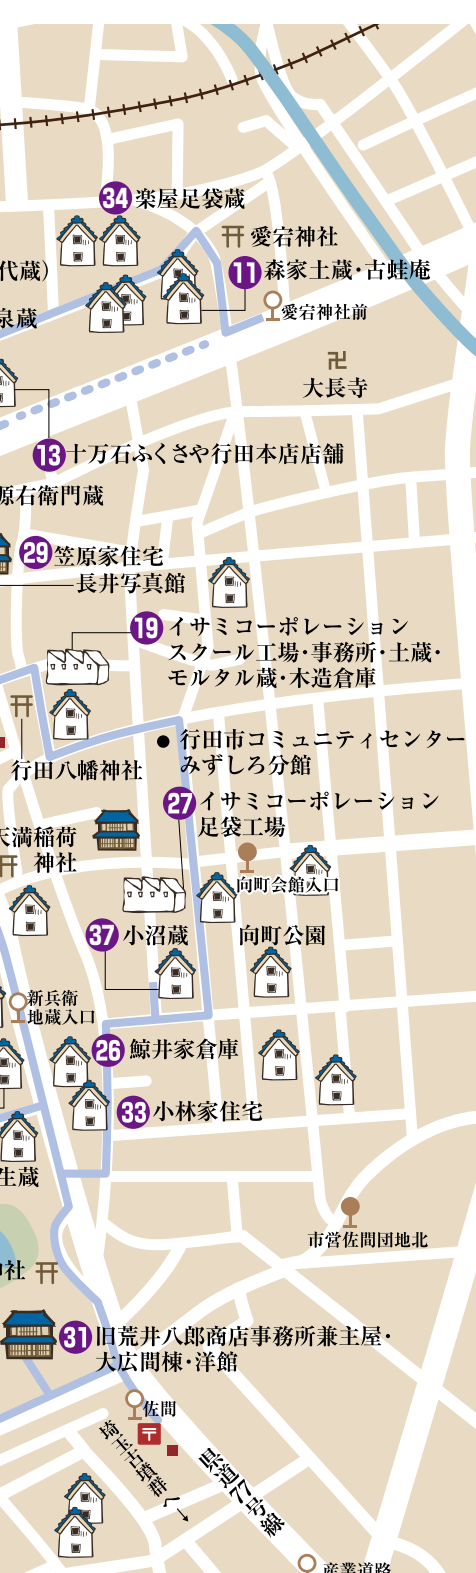 34 楽屋足袋蔵
愛宕神社
代蔵)
11 森家土蔵・古蛙庵
泉蔵
愛宕神社前
卍
大長寺
13 十万石ふくさや行田本店店舗
原右衛門蔵
29 笠原家住宅
長井写真館
19 イサミコーポレーション
スクール工場・事務所・土蔵・
モルタル蔵・木造倉庫
行田市コミュニティセンター
みずしろ分館
行田八幡神社
27 イサミコーポレーション
足袋工場
天満稲荷
神社
向町会館入口
37 小沼蔵
向町公園
新兵衛
地蔵入口
26 鯨井家倉庫
33 小林家住宅
生蔵
市営佐間団地北
社
31 旧荒井八郎商店事務所兼主屋・
大広間棟・洋館
佐間
〒
埼玉古墳群へ
県道77号線
産業道路